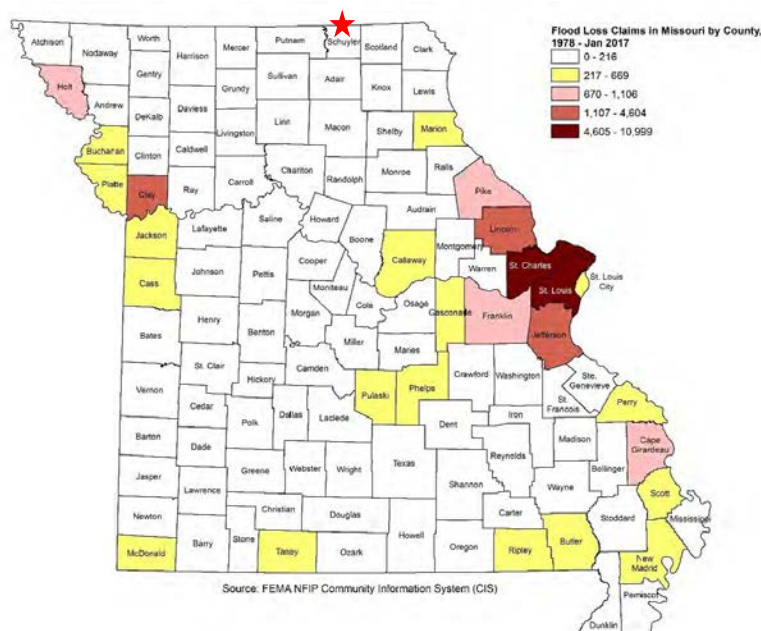 Flood Loss Claims in Missouri by County,
1978 - Jan 2017
0 - 216
217 - 669
670 - 1,106
1,107 - 4,604
4,605 - 10,999
Atchison
Nodaway
Worth
Harrison
Mercer
Putnam
Schuyler
Scotland
Clark
Gentry
Holt
Andrew
DeKalb
Daviess
Grundy
Sullivan
Adair
Knox
Lewis
Livingston
Linn
Macon
Shelby
Marion
Buchanan
Clinton
Caldwell
Platte
Clay
Ray
Carroll
Chariton
Randolph
Monroe
Ralls
Pike
Audrain
Lincoln
Jackson
Lafayette
Saline
Howard
Boone
Callaway
Montgomery
Warren
St. Charles
St. Louis
St. Louis
City
Cass
Johnson
Pettis
Cooper
Moniteau
Cole
Osage
Gasconade
Franklin
Jefferson
Bates
Henry
Benton
Morgan
Miller
Maries
St. Clair
Hickory
Camden
Pulaski
Phelps
Crawford
Washington
Ste.
Genevieve
St.
Francois
Perry
Vernon
Cedar
Polk
Dallas
Laclede
Dent
Iron
Madison
Cape
Girardeau
Barton
Dade
Greene
Webster
Wright
Texas
Reynolds
Bollinger
Jasper
Lawrence
Shannon
Wayne
Scott
Newton
Christian
Douglas
Carter
Stoddard
Mississippi
McDonald
Barry
Stone
Taney
Ozark
Howell
Oregon
Ripley
Butler
New
Madrid
Pemiscot
Dunklin
Source: FEMA NFIP Community Information System (CIS)